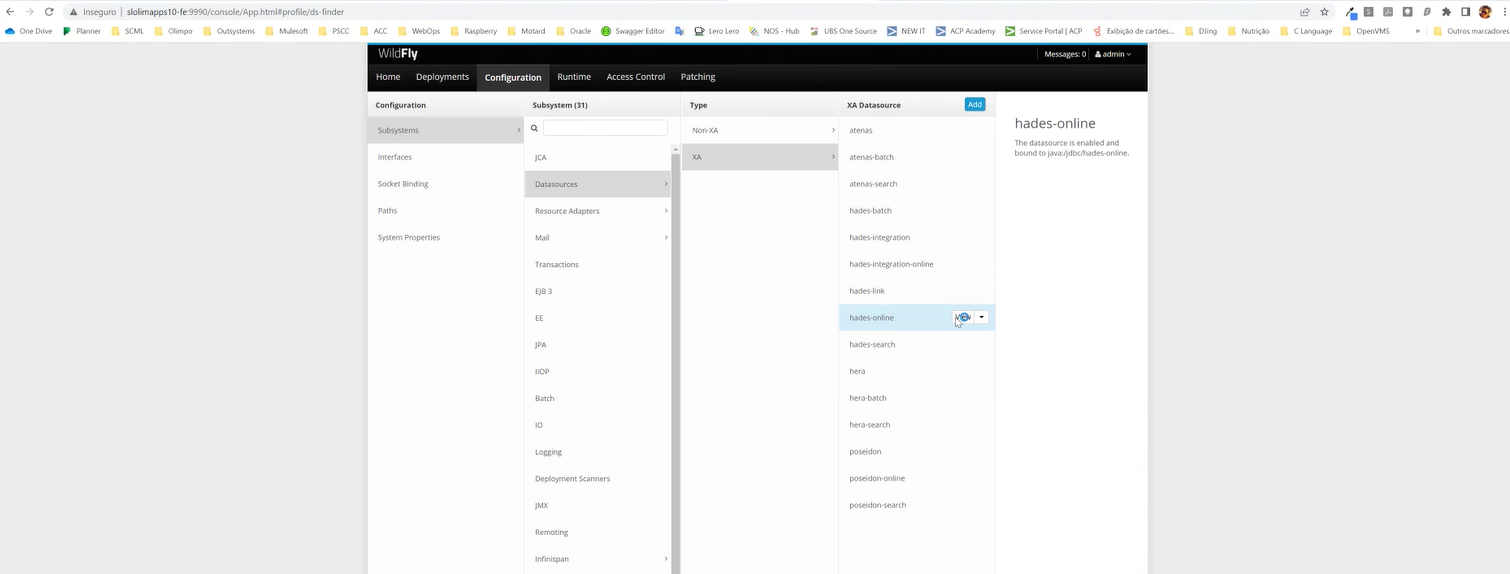 Inseguro slolimapps10-fe:9990/console/App.html#profile/ds-finder
One Drive Planner SCML Olimpo Outsystems Mulesoft PSCC ACC WebOps Raspberry Motard Oracle Swagger Editor Lero Lero NOS - Hub UBS One Source NEW IT ACP Academy Service Portal | ACP Exibição de cartões... DJing Nutrição C Language OpenVMS » Outros marcadores
WildFly Messages: 0 admin
Home Deployments Configuration Runtime Access Control Patching
Configuration
Subsystems
Interfaces
Socket Binding
Paths
System Properties
Subsystem (31)
JCA
Datasources
Resource Adapters
Mail
Transactions
EJB 3
EE
JPA
IIOP
Batch
IO
Logging
Deployment Scanners
JMX
Remoting
Infinispan
Type
Non-XA
XA
XA Datasource Add
atenas
atenas-batch
atenas-search
hades-batch
hades-integration
hades-integration-online
hades-link
hades-online
hades-search
hera
hera-batch
hera-search
poseidon
poseidon-online
poseidon-search
hades-online
The datasource is enabled and
bound to java:/jdbc/hades-online.